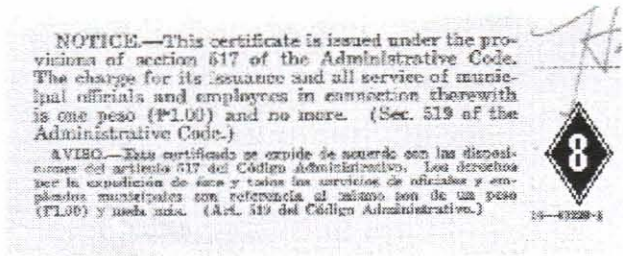 NOTICE.—This certificate is issued under the pro-
visions of section 517 of the Administrative Code.
The charge for its issuance and all service of munic-
ipal officials and employees in connection therewith
is one peso (₱1.00) and no more. (Sec. 519 of the
Administrative Code.)
AVISO.—Este certificado se expide de acuerdo con las disposi-
ciones del artículo 517 del Código Administrativo. Los derechos
por la expedición de éste y todos los servicios de oficiales y em-
pleados municipales con referencia al mismo son de un peso
(₱1.00) y nada más. (Art. 519 del Código Administrativo.)
8